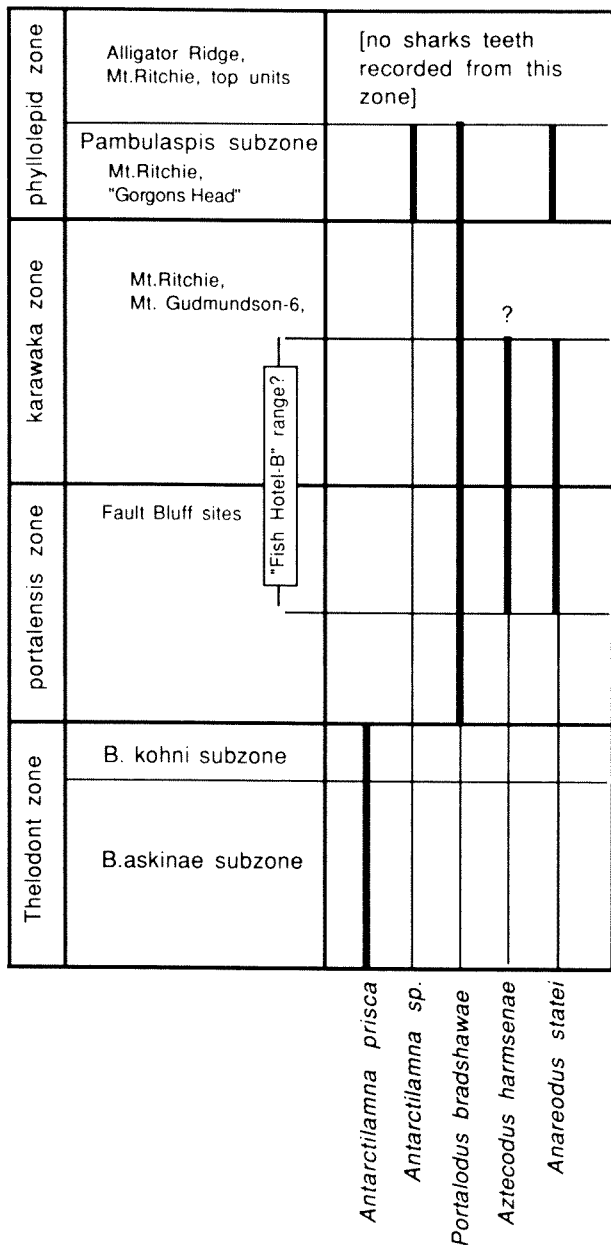 phyllolepid zone
Alligator Ridge,
Mt.Ritchie, top units
[no sharks teeth
recorded from this
zone]
Pambulaspis subzone
Mt.Ritchie,
"Gorgons Head"
karawaka zone
Mt.Ritchie,
Mt. Gudmundson-6,
?
"Fish Hotel-B" range?
portalensis zone
Fault Bluff sites
Thelodont zone
B. kohni subzone
B.askinae subzone
Antarctilamna prisca
Antarctilamna sp.
Portalodus bradshawae
Aztecodus harmsenae
Anareodus statei